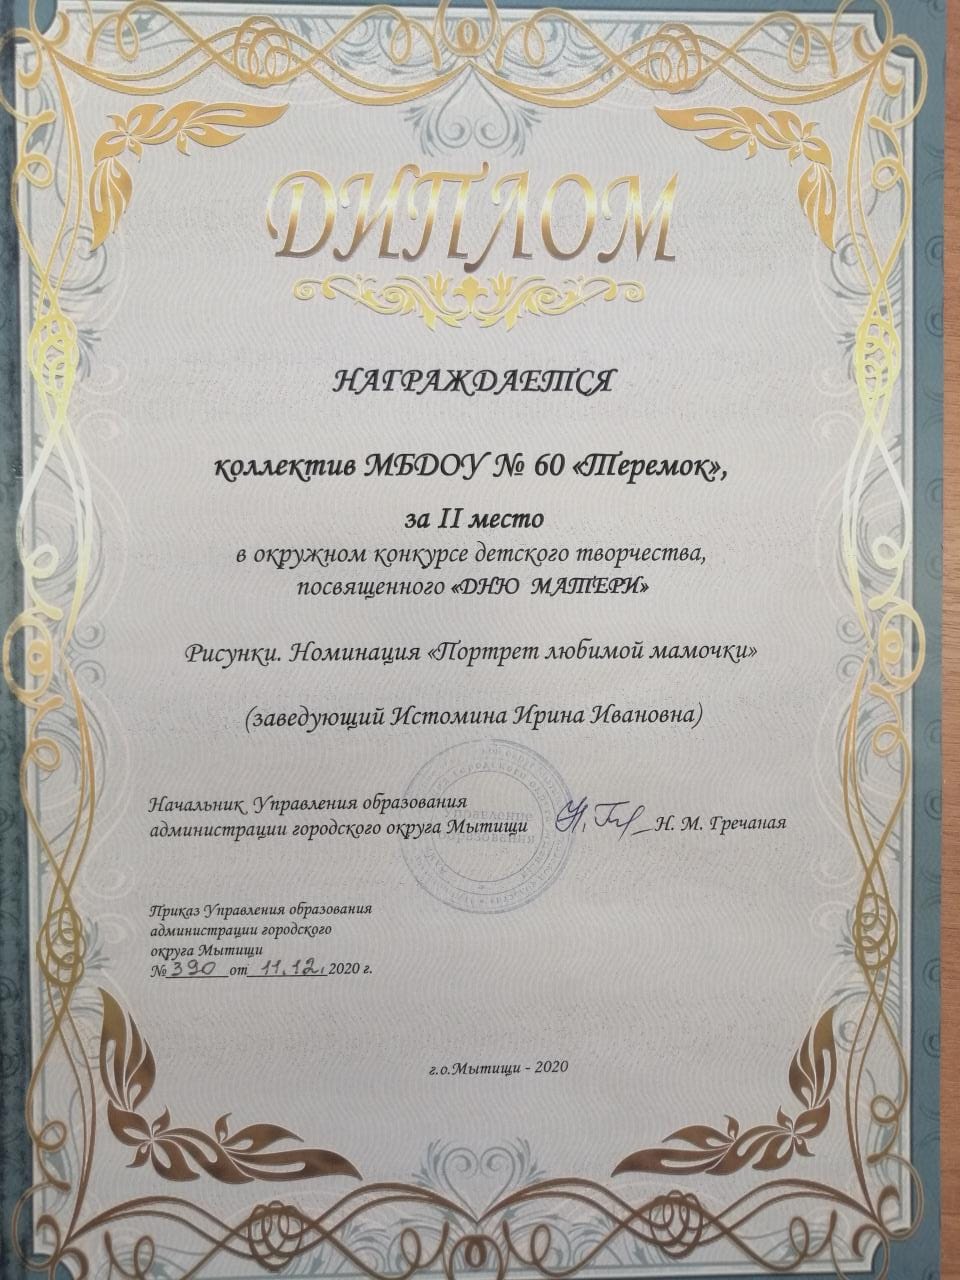 ДИПЛОМ
НАГРАЖДАЕТСЯ
коллектив МБДОУ № 60 «Теремок»,
за II место
в окружном конкурсе детского творчества,
посвященного «ДНЮ МАТЕРИ»
Рисунки. Номинация «Портрет любимой мамочки»
(заведующий Истомина Ирина Ивановна)
Начальник Управления образования
администрации городского округа Мытищи Н. М. Гречаная
Управление
образования
Приказ Управления образования
администрации городского
округа Мытищи
№ 390 от 11.12. 2020 г.
г.о.Мытищи - 2020